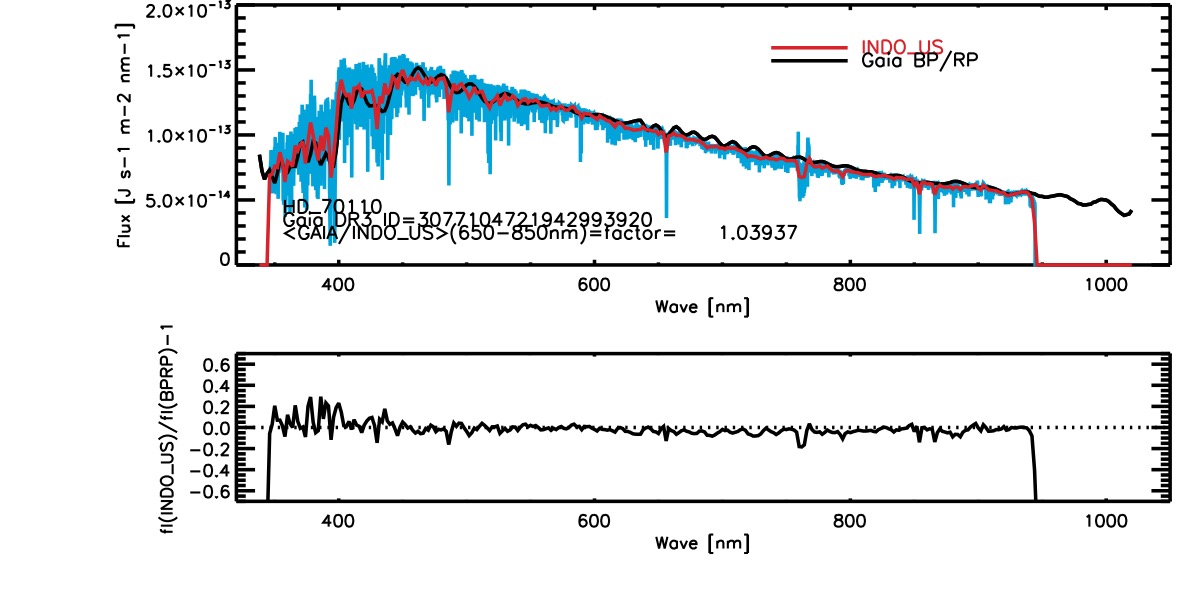 2.0×10−13
1.5×10−13
1.0×10−13
5.0×10−14
0
Flux [J s−1 m−2 nm−1]
INDO_US
Gaia BP/RP
HD_70110
Gaia DR3 ID=3077104721942993920
<GAIA/INDO_US>(650−850nm)=factor= 1.03937
400 600 800 1000
Wave [nm]
0.6
0.4
0.2
0.0
−0.2
−0.4
−0.6
fl(INDO_US)/fl(BPRP)−1
400 600 800 1000
Wave [nm]